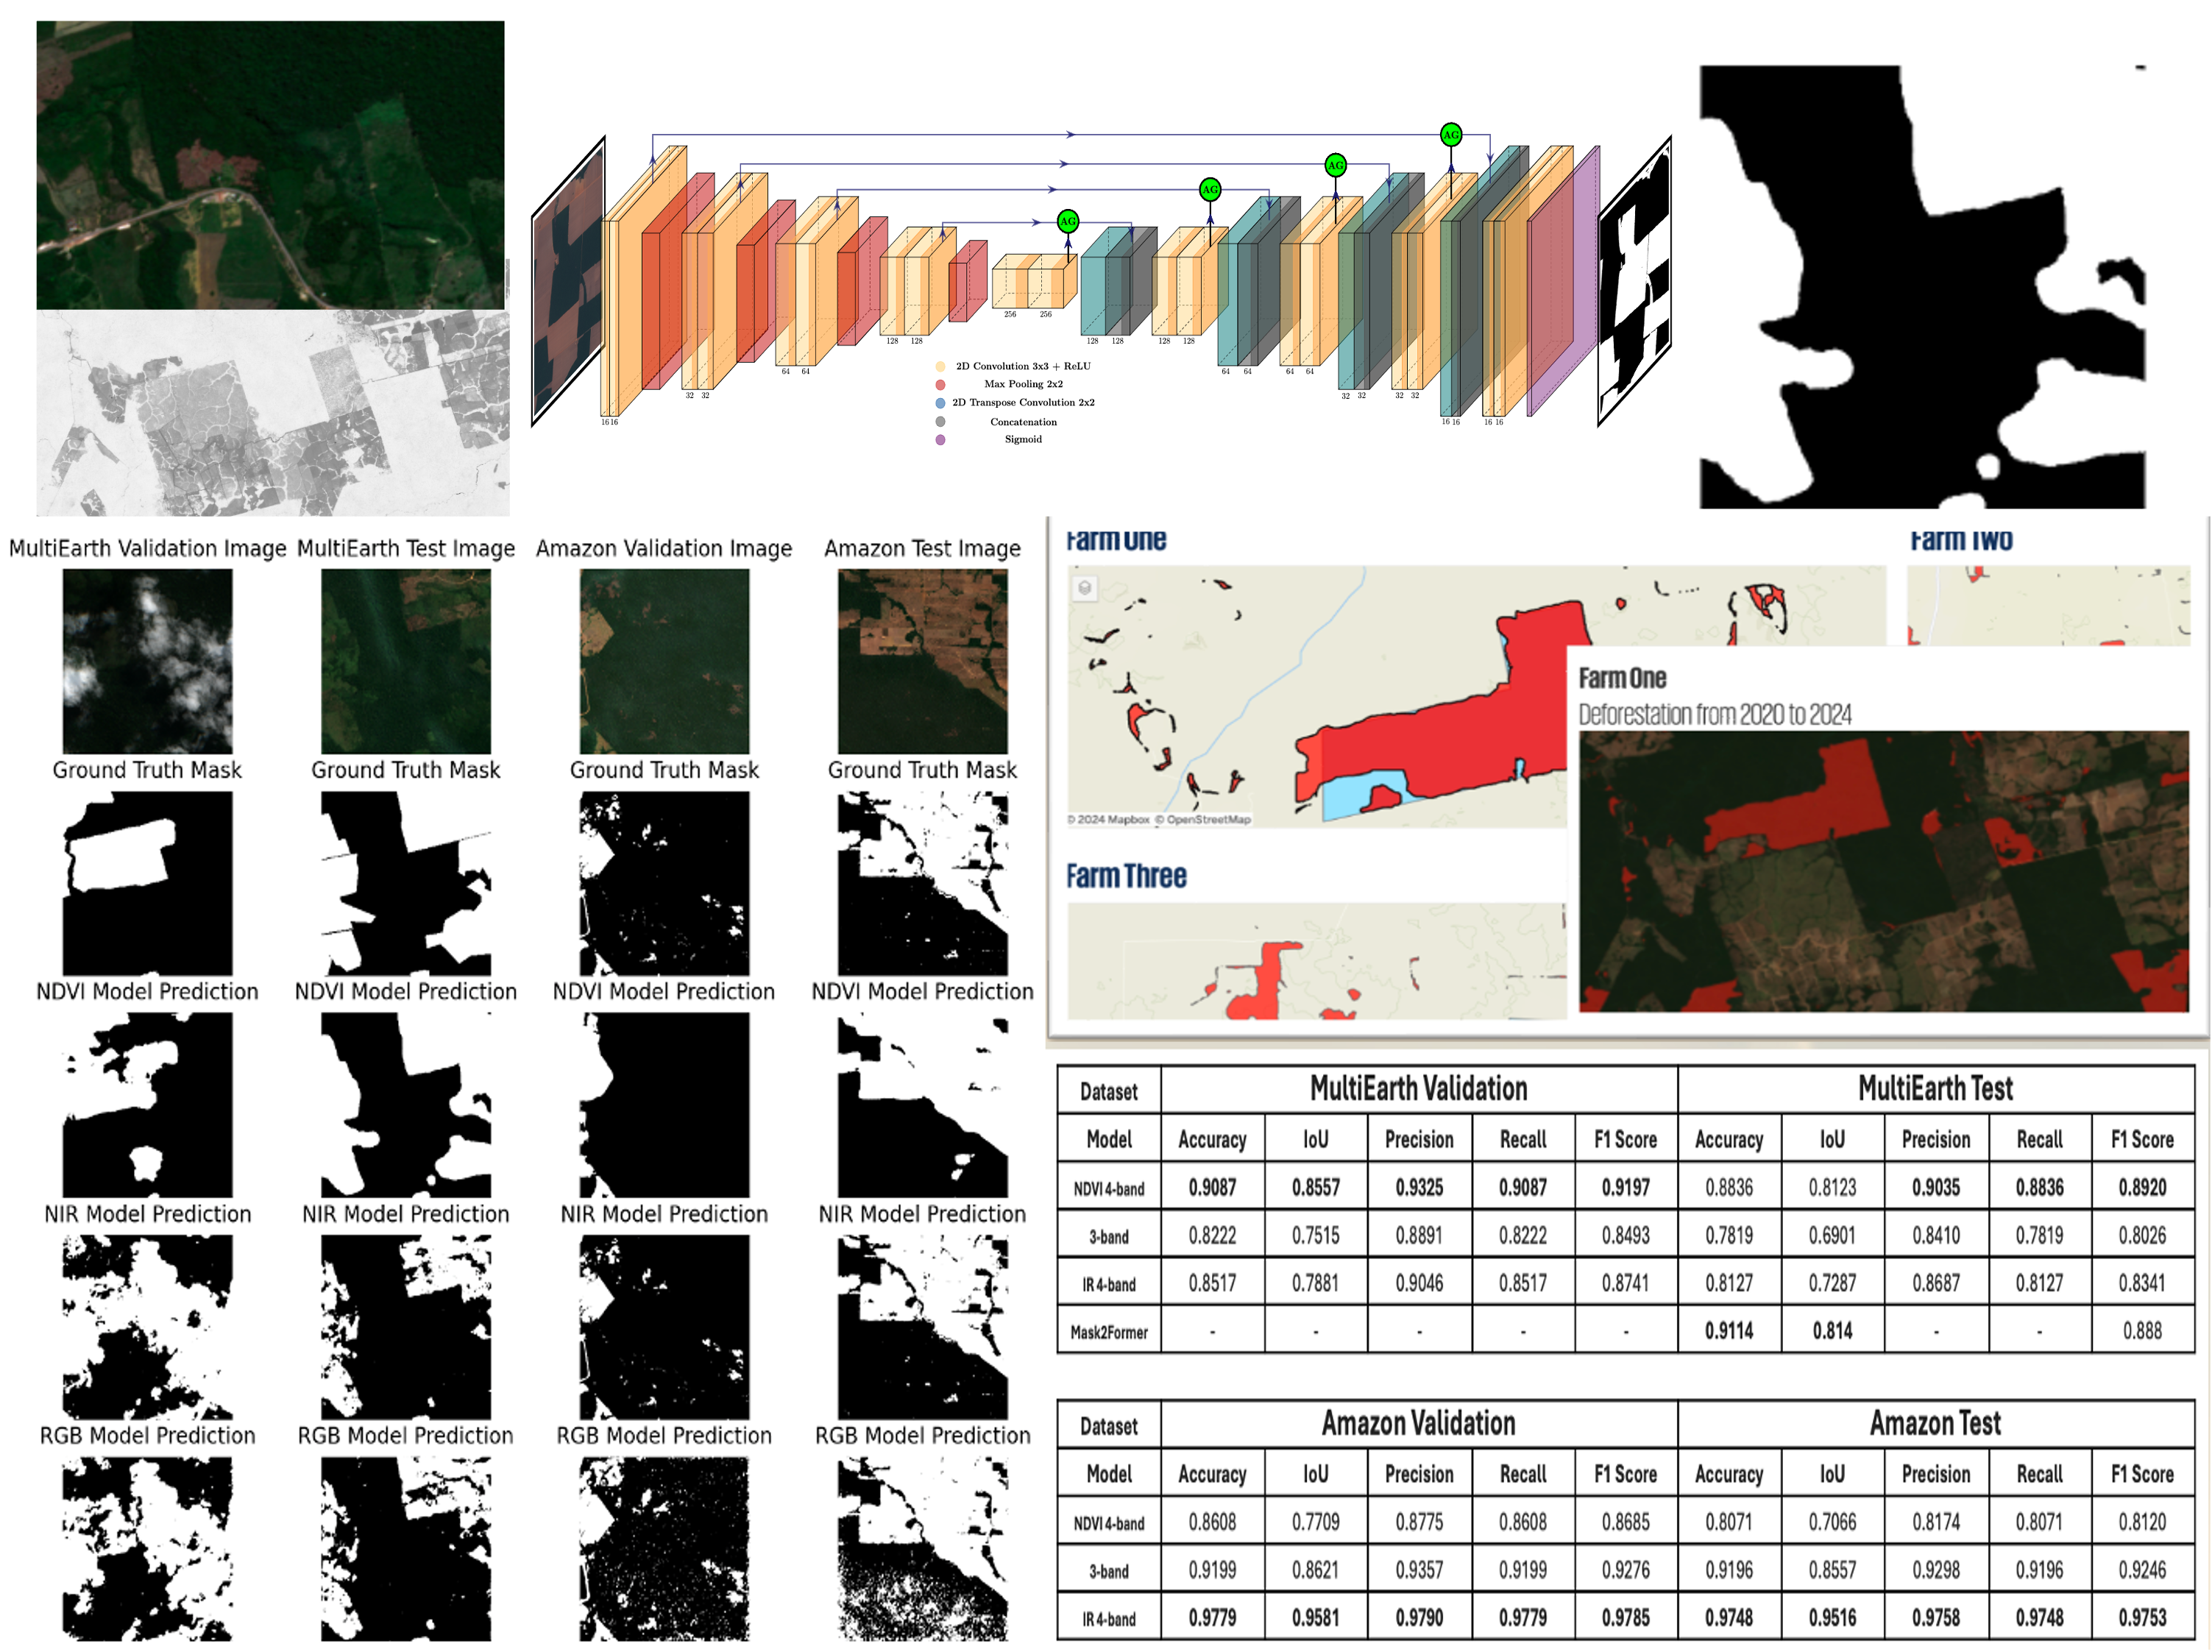 AG
AG
AG
AG
16 16
32 32
64 64
128 128
256 256
128 128
128 128
64 64
64 64
32 32
32 32
16 16
16 16
2D Convolution 3x3 + ReLU
Max Pooling 2x2
2D Transpose Convolution 2x2
Concatenation
Sigmoid
MultiEarth Validation Image MultiEarth Test Image Amazon Validation Image Amazon Test Image
Ground Truth Mask Ground Truth Mask Ground Truth Mask Ground Truth Mask
NDVI Model Prediction NDVI Model Prediction NDVI Model Prediction NDVI Model Prediction
NIR Model Prediction NIR Model Prediction NIR Model Prediction NIR Model Prediction
RGB Model Prediction RGB Model Prediction RGB Model Prediction RGB Model Prediction
Farm One Farm Two
© 2024 Mapbox © OpenStreetMap
Farm One
Deforestation from 2020 to 2024
Farm Three
Dataset MultiEarth Validation MultiEarth Test
Model Accuracy IoU Precision Recall F1 Score Accuracy IoU Precision Recall F1 Score
NDVI 4-band 0.9087 0.8557 0.9325 0.9087 0.9197 0.8836 0.8123 0.9035 0.8836 0.8920
3-band 0.8222 0.7515 0.8891 0.8222 0.8493 0.7819 0.6901 0.8410 0.7819 0.8026
IR 4-band 0.8517 0.7881 0.9046 0.8517 0.8741 0.8127 0.7287 0.8687 0.8127 0.8341
Mask2Former - - - - - 0.9114 0.814 - - 0.888
Dataset Amazon Validation Amazon Test
Model Accuracy IoU Precision Recall F1 Score Accuracy IoU Precision Recall F1 Score
NDVI 4-band 0.8608 0.7709 0.8775 0.8608 0.8685 0.8071 0.7066 0.8174 0.8071 0.8120
3-band 0.9199 0.8621 0.9357 0.9199 0.9276 0.9196 0.8557 0.9298 0.9196 0.9246
IR 4-band 0.9779 0.9581 0.9790 0.9779 0.9785 0.9748 0.9516 0.9758 0.9748 0.9753